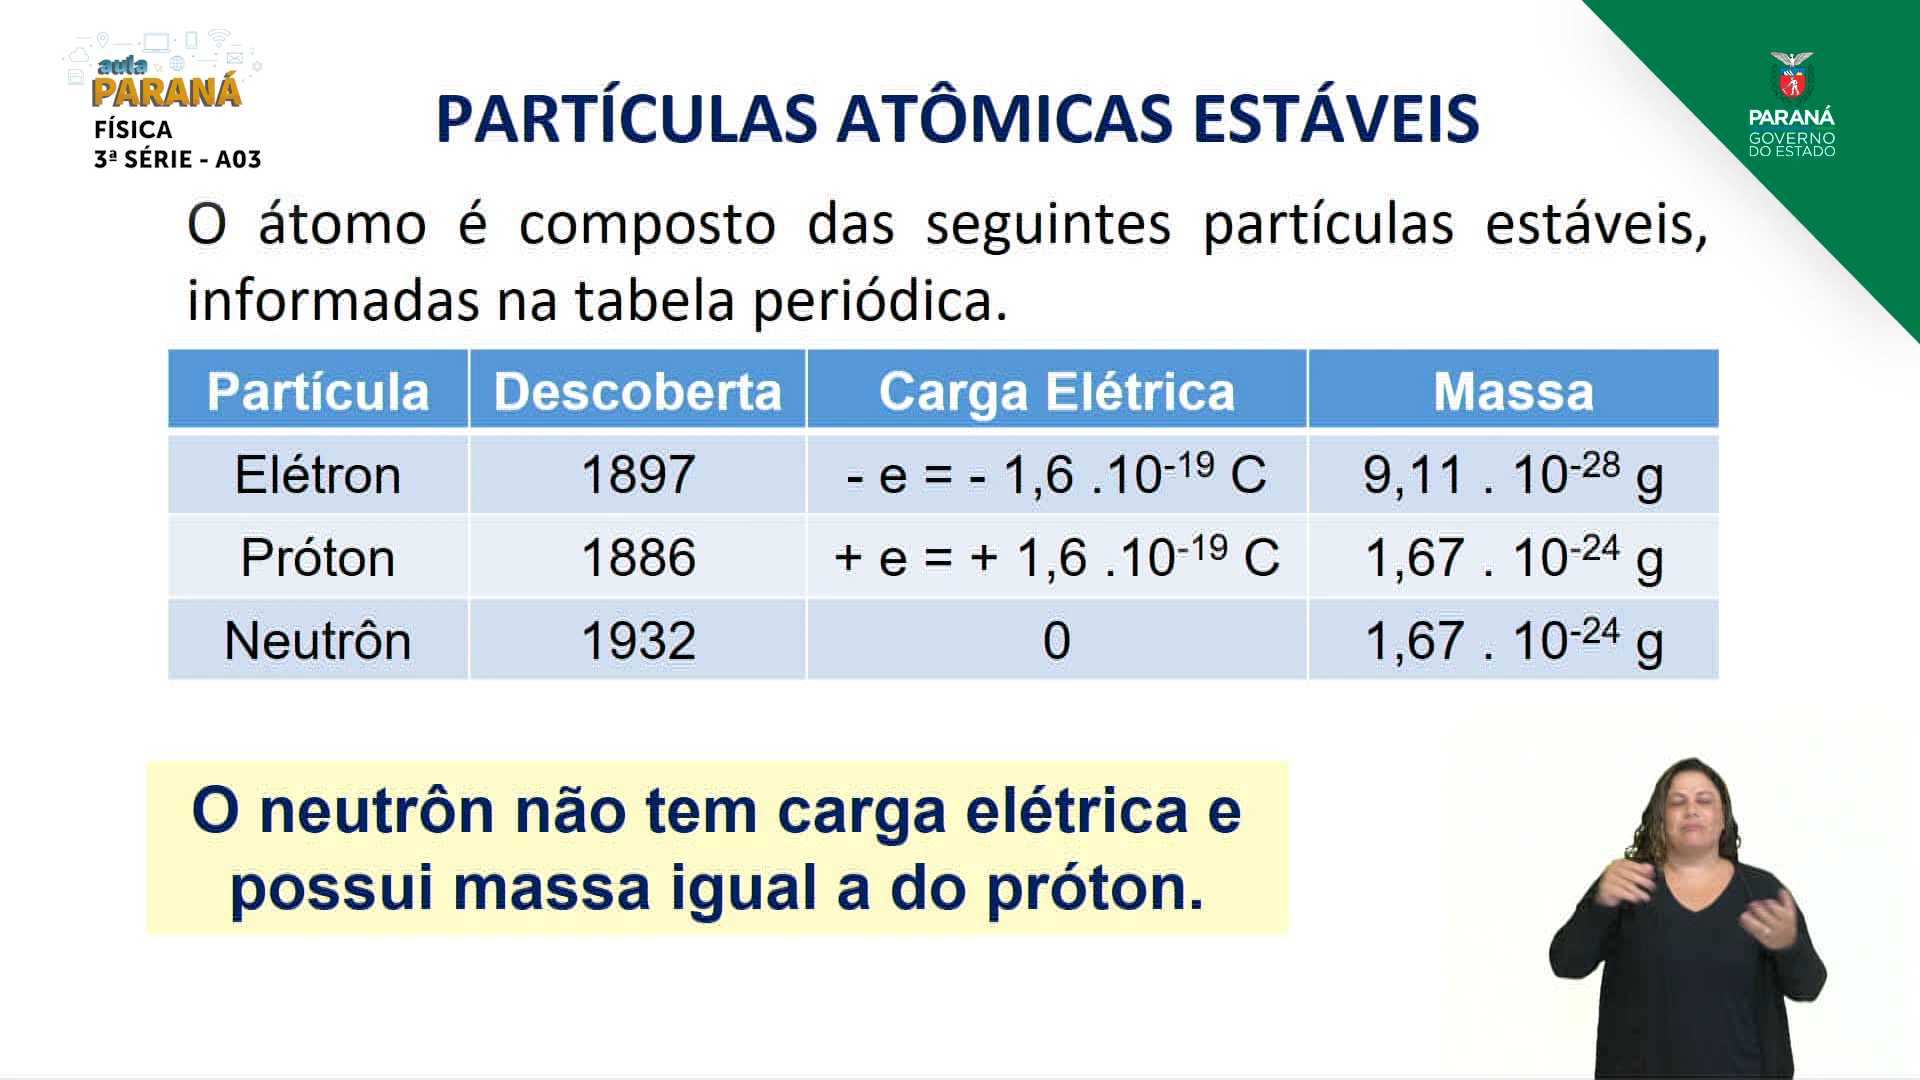 aula
PARANÁ
FÍSICA
3ª SÉRIE - A03
PARTÍCULAS ATÔMICAS ESTÁVEIS
PARANÁ
GOVERNO
DO ESTADO
O átomo é composto das seguintes partículas estáveis,
informadas na tabela periódica.
Partícula Descoberta Carga Elétrica Massa
Elétron 1897 - e = - 1,6 .10⁻¹⁹ C 9,11 . 10⁻²⁸ g
Próton 1886 + e = + 1,6 .10⁻¹⁹ C 1,67 . 10⁻²⁴ g
Neutrôn 1932 0 1,67 . 10⁻²⁴ g
O neutrôn não tem carga elétrica e
possui massa igual a do próton.